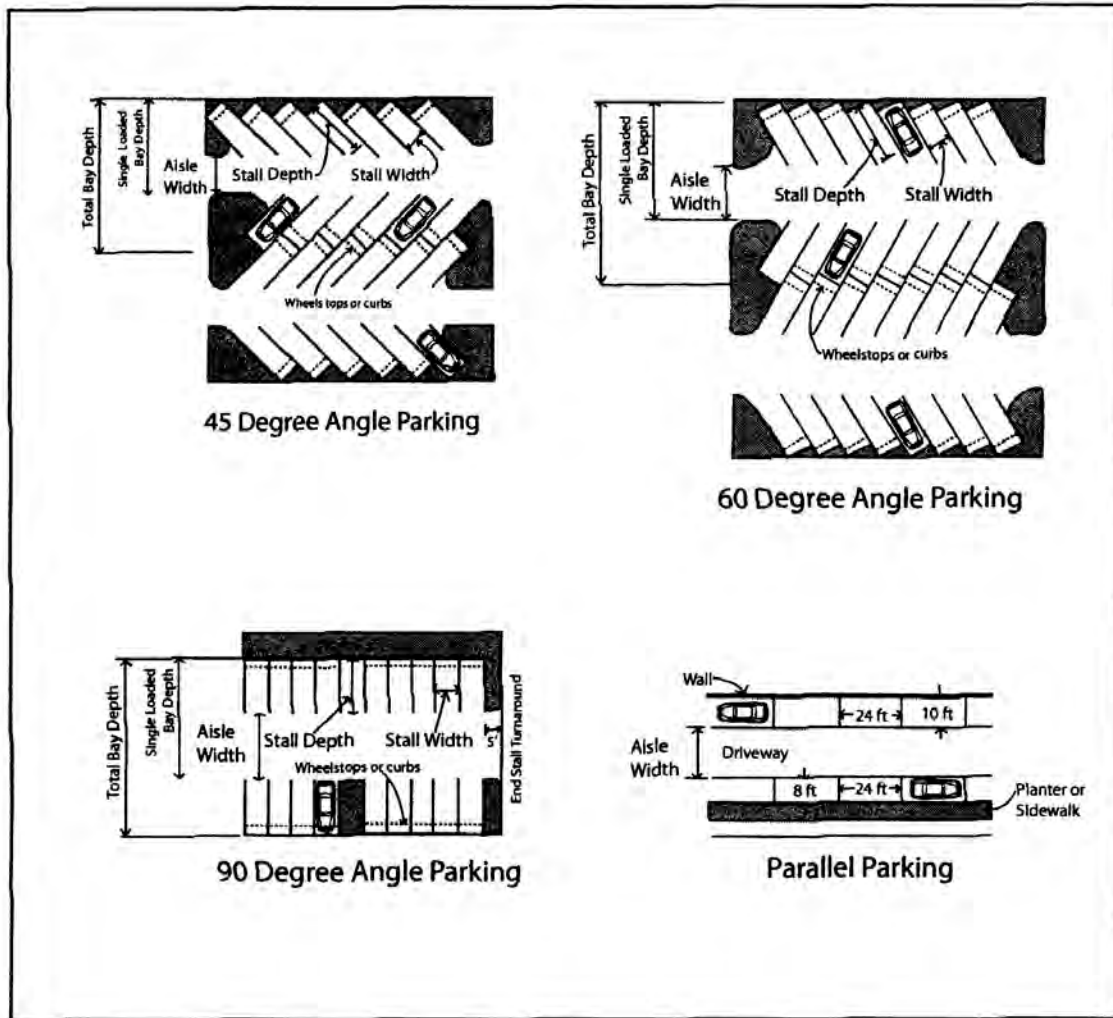 Total Bay Depth
Single Loaded
Bay Depth
Aisle
Width
Stall Depth
Stall Width
Wheels tops or curbs
45 Degree Angle Parking
Total Bay Depth
Single Loaded
Bay Depth
Aisle
Width
Stall Depth
Stall Width
Wheelstops or curbs
60 Degree Angle Parking
Total Bay Depth
Single Loaded
Bay Depth
Aisle
Width
Stall Depth
Stall Width
Wheelstops or curbs
5'
End Stall Turnaround
90 Degree Angle Parking
Wall
24 ft
10 ft
Aisle
Width
Driveway
8 ft
24 ft
Planter or
Sidewalk
Parallel Parking